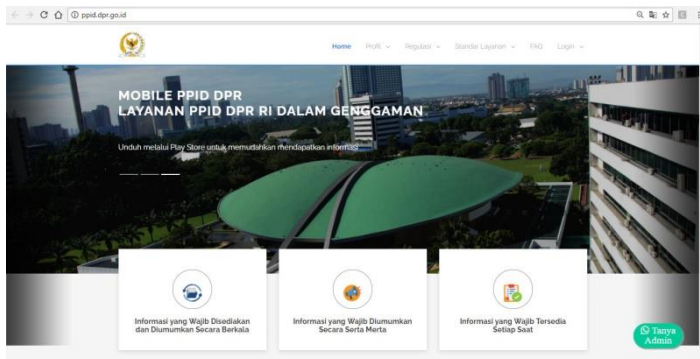 ppid.dpr.go.id
Home Profil Regulasi Standar Layanan FAQ Login
MOBILE PPID DPR
LAYANAN PPID DPR RI DALAM GENGGAMAN
Unduh melalui Play Store untuk memudahkan mendapatkan informasi
Informasi yang Wajib Disediakan
dan Diumumkan Secara Berkala
Informasi yang Wajib Diumumkan
Secara Serta Merta
Informasi yang Wajib Tersedia
Setiap Saat
Tanya
Admin